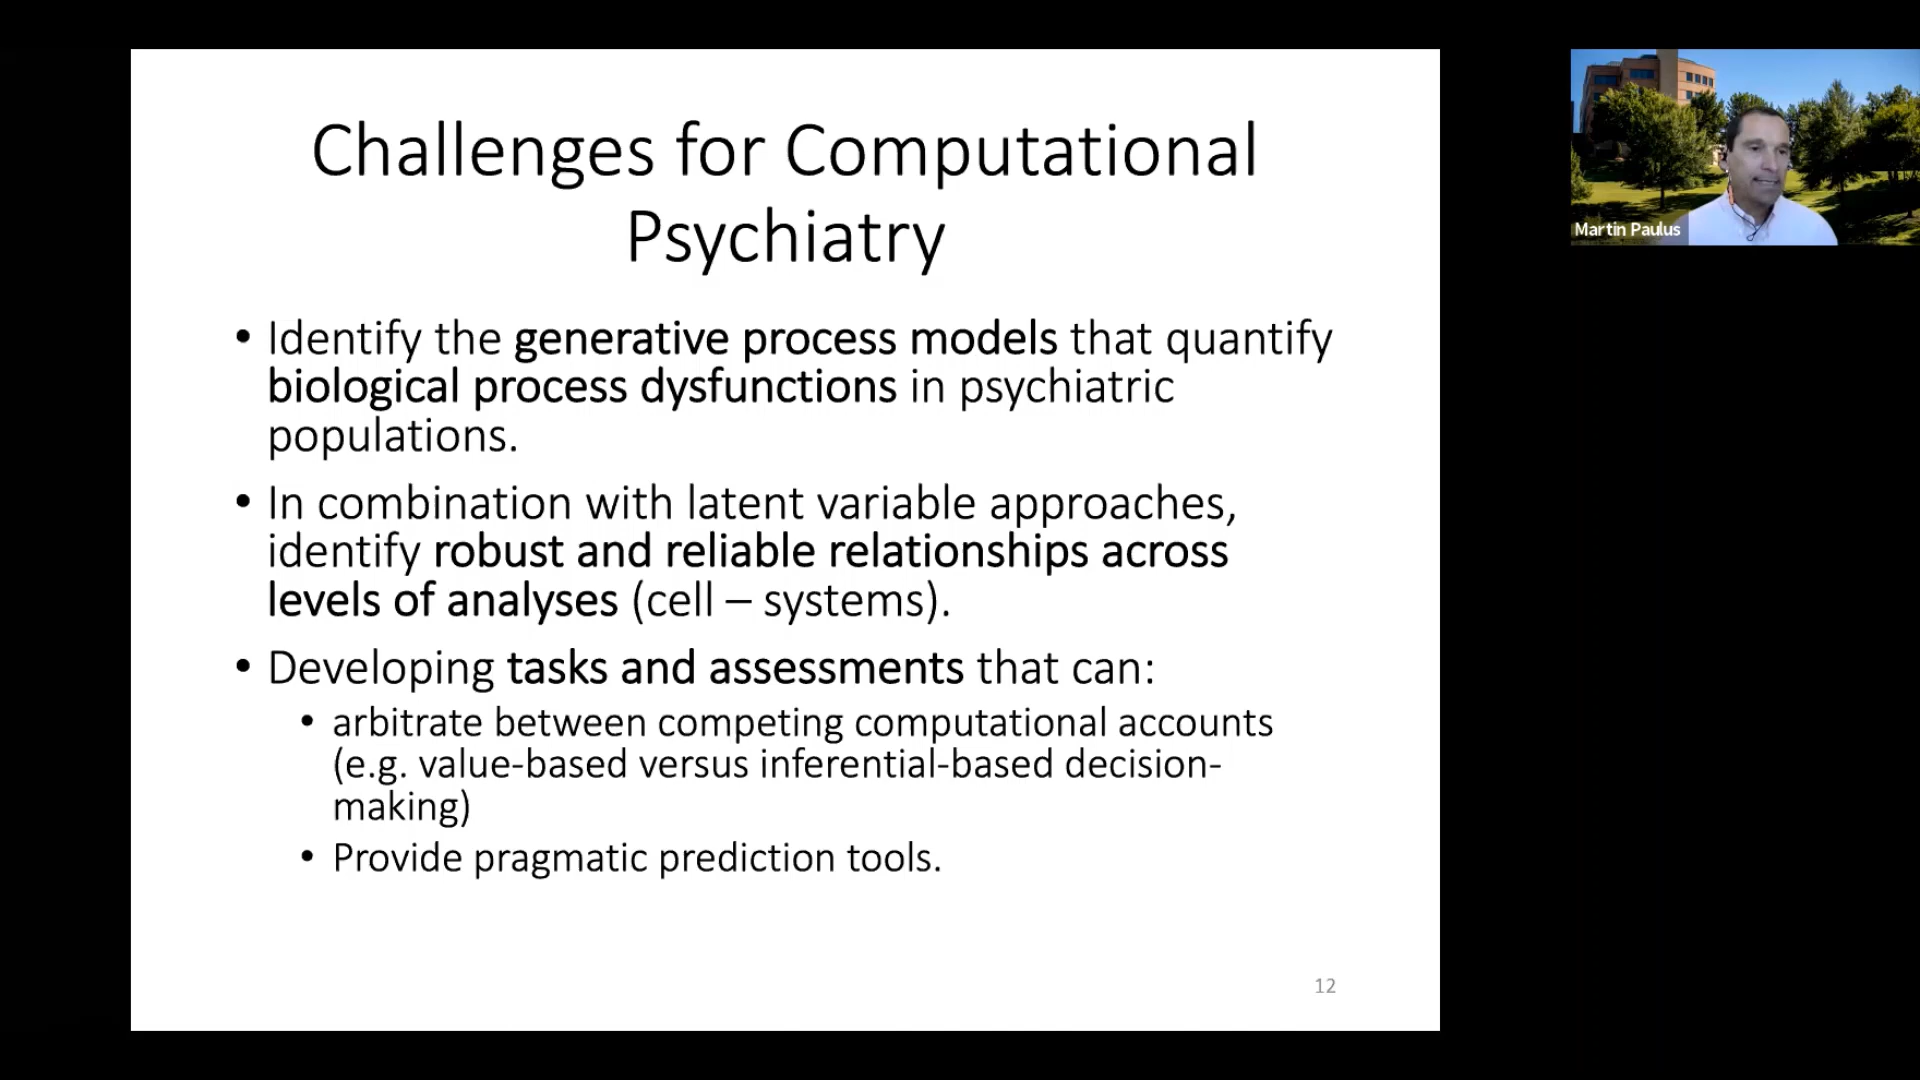 Challenges for Computational
Psychiatry
• Identify the generative process models that quantify
biological process dysfunctions in psychiatric
populations.
• In combination with latent variable approaches,
identify robust and reliable relationships across
levels of analyses (cell – systems).
• Developing tasks and assessments that can:
• arbitrate between competing computational accounts
(e.g. value-based versus inferential-based decision-
making)
• Provide pragmatic prediction tools.
12
Martin Paulus